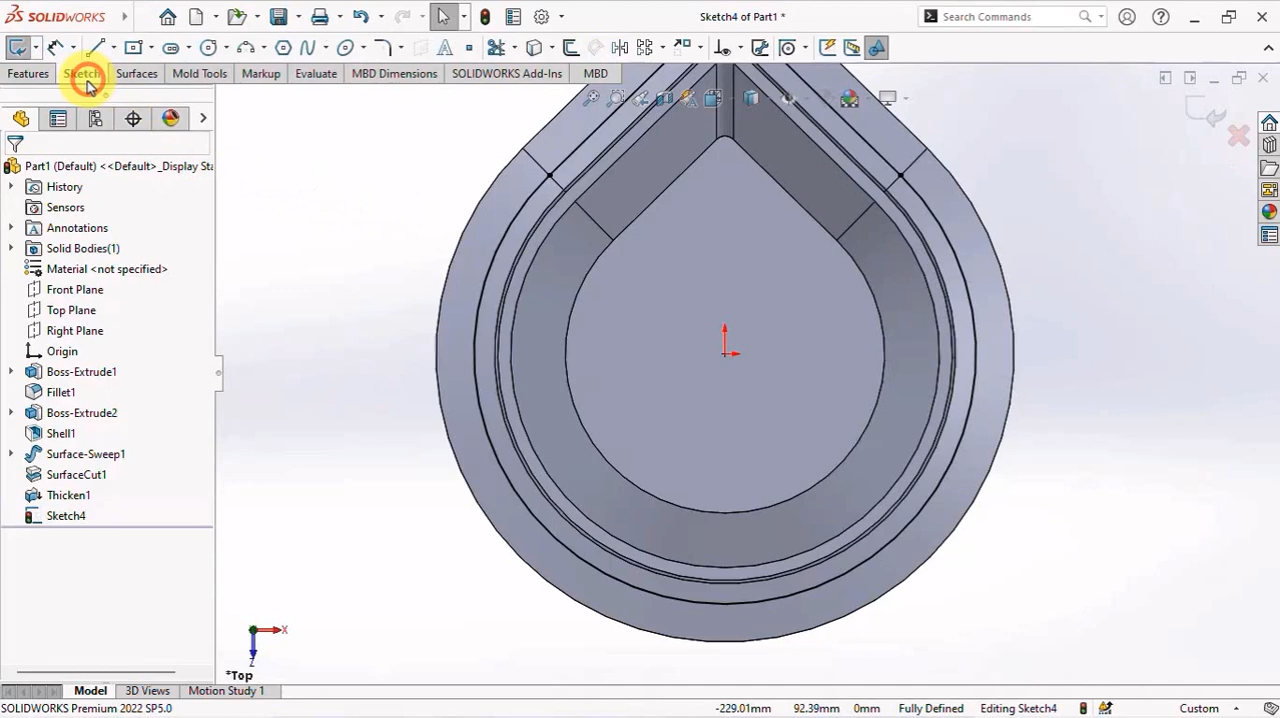 SOLIDWORKS
Sketch4 of Part1 *
Search Commands
Features
Sketch
Surfaces
Mold Tools
Markup
Evaluate
MBD Dimensions
SOLIDWORKS Add-Ins
MBD
Part1 (Default) <<Default>_Display Sta
History
Sensors
Annotations
Solid Bodies(1)
Material <not specified>
Front Plane
Top Plane
Right Plane
Origin
Boss-Extrude1
Fillet1
Boss-Extrude2
Shell1
Surface-Sweep1
SurfaceCut1
Thicken1
Sketch4
X
Z
*Top
Model
3D Views
Motion Study 1
SOLIDWORKS Premium 2022 SP5.0
-229.01mm
92.39mm
0mm
Fully Defined
Editing Sketch4
Custom